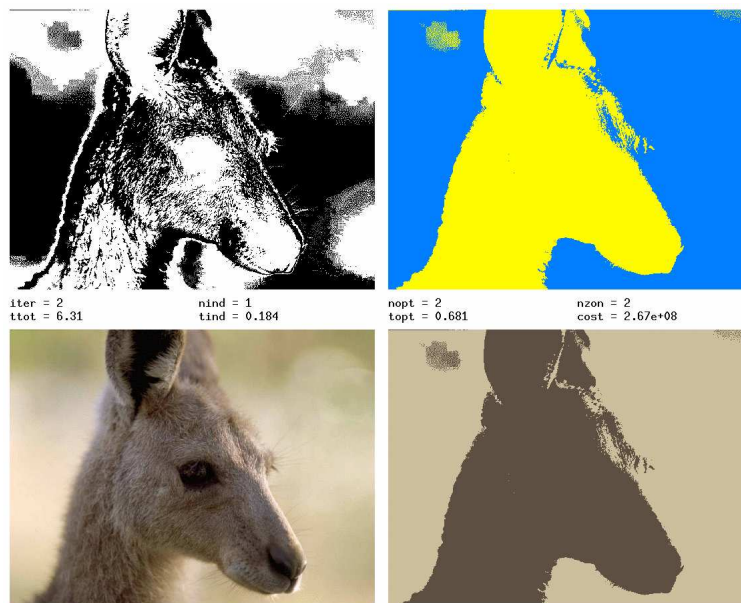 iter = 2 nind = 1 nopt = 2 nzon = 2
ttot = 6.31 tind = 0.184 topt = 0.681 cost = 2.67e+08